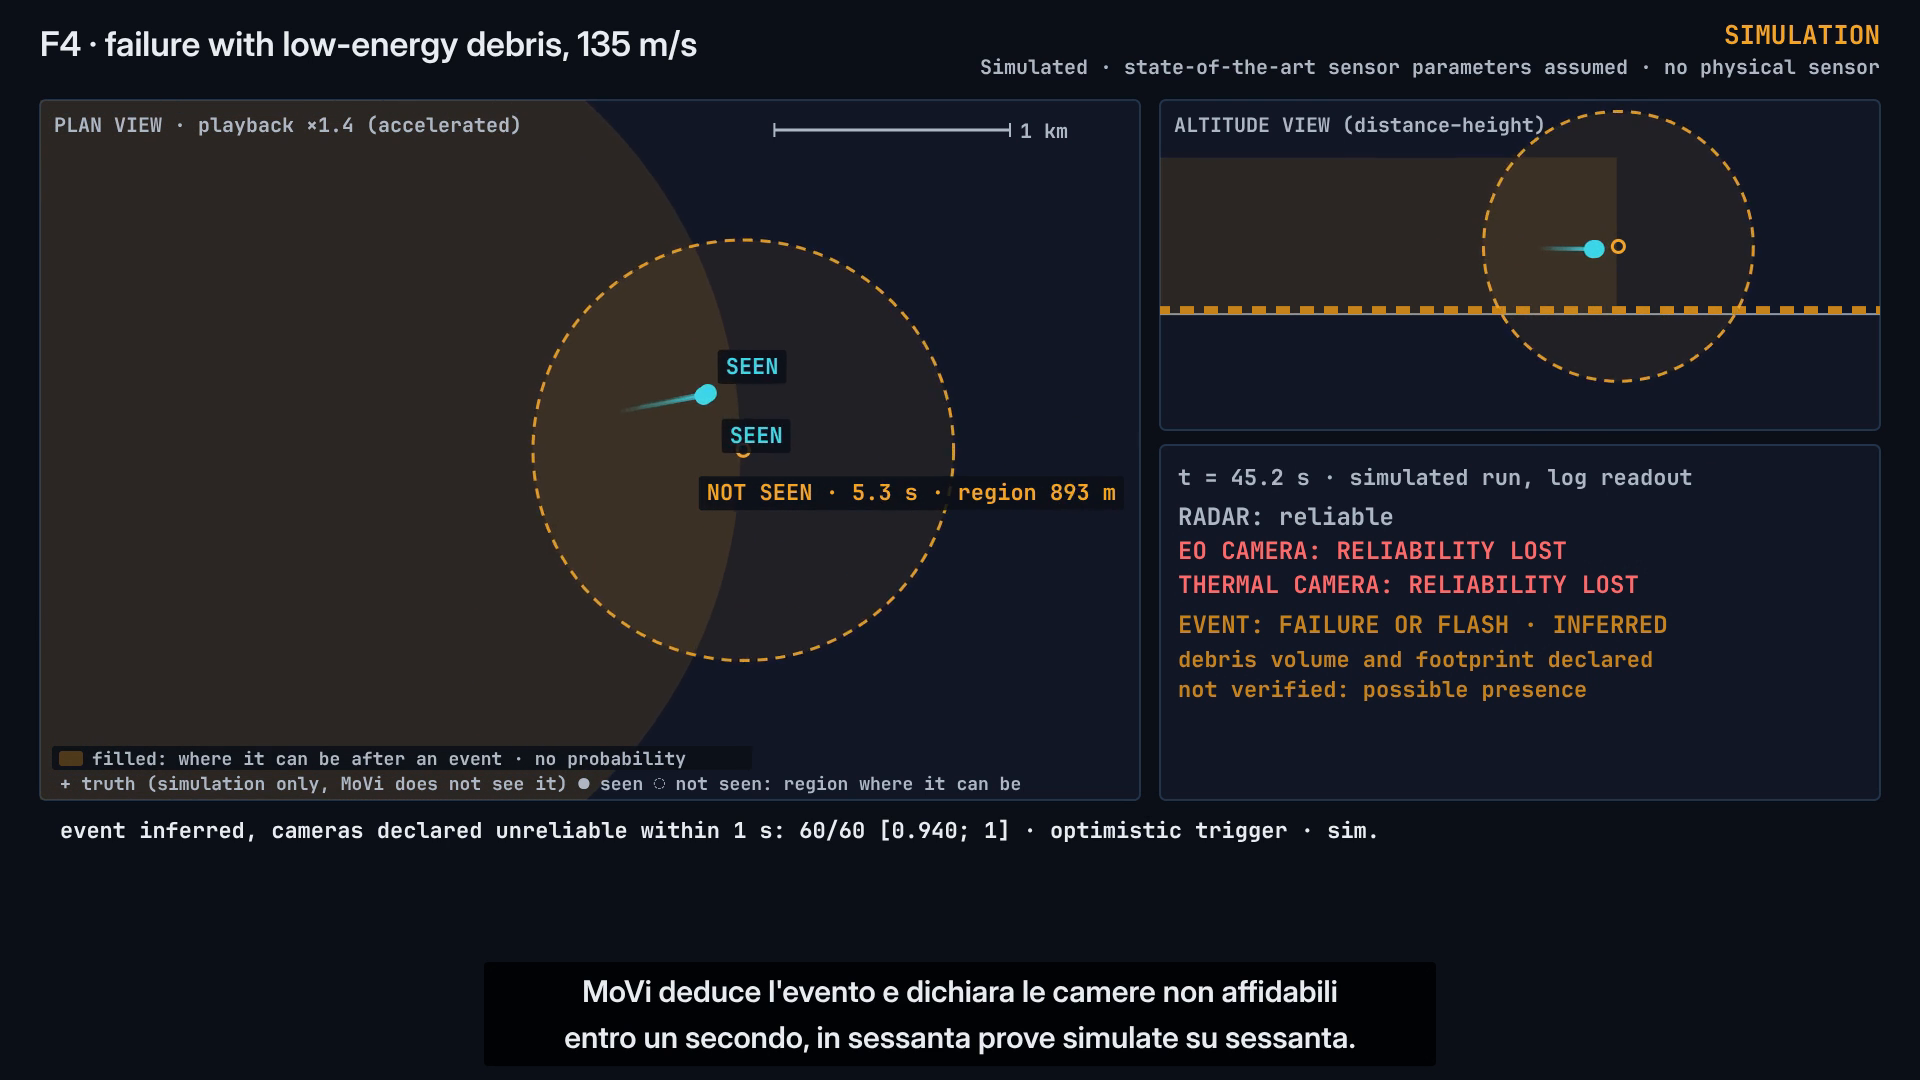 F4 · failure with low-energy debris, 135 m/s
SIMULATION
Simulated · state-of-the-art sensor parameters assumed · no physical sensor
PLAN VIEW · playback ×1.4 (accelerated)
1 km
SEEN
SEEN
NOT SEEN · 5.3 s · region 893 m
filled: where it can be after an event · no probability
+ truth (simulation only, MoVi does not see it) ● seen ◌ not seen: region where it can be
ALTITUDE VIEW (distance-height)
t = 45.2 s · simulated run, log readout
RADAR: reliable
EO CAMERA: RELIABILITY LOST
THERMAL CAMERA: RELIABILITY LOST
EVENT: FAILURE OR FLASH · INFERRED
debris volume and footprint declared
not verified: possible presence
event inferred, cameras declared unreliable within 1 s: 60/60 [0.940; 1] · optimistic trigger · sim.
MoVi deduce l'evento e dichiara le camere non affidabili
entro un secondo, in sessanta prove simulate su sessanta.